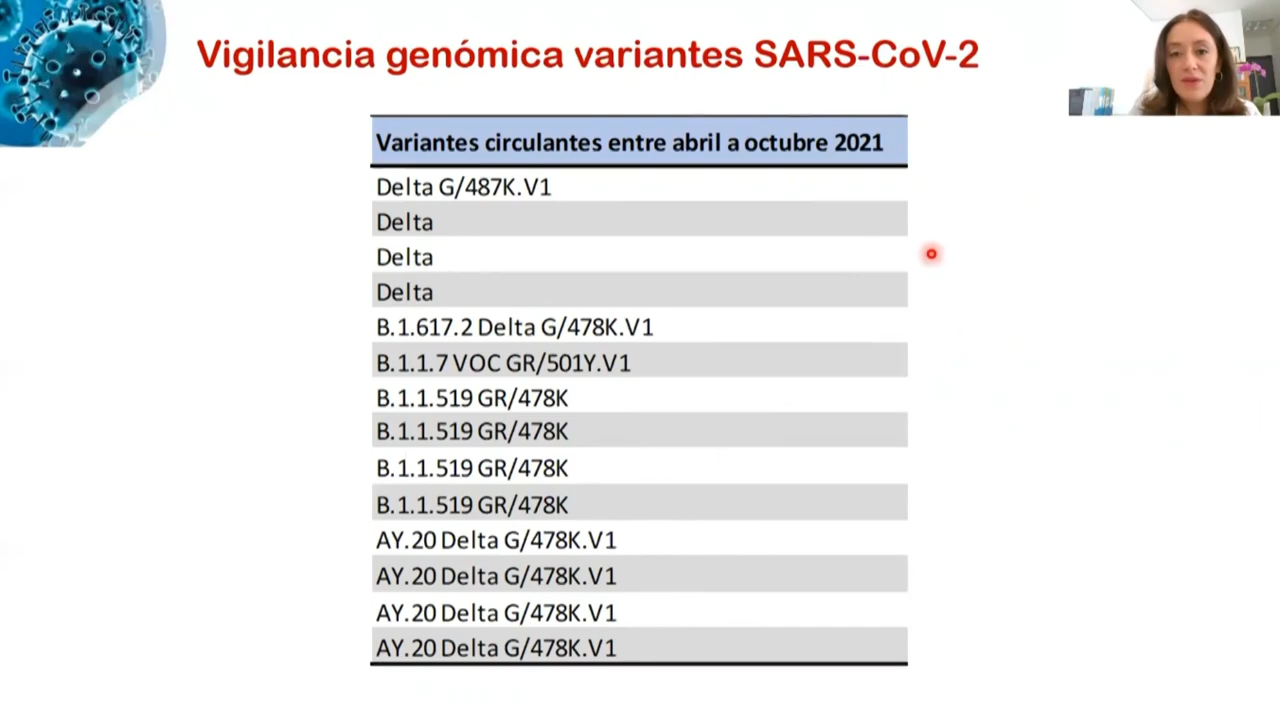 Vigilancia genómica variantes SARS-CoV-2
Variantes circulantes entre abril a octubre 2021
Delta G/487K.V1
Delta
Delta
Delta
B.1.617.2 Delta G/478K.V1
B.1.1.7 VOC GR/501Y.V1
B.1.1.519 GR/478K
B.1.1.519 GR/478K
B.1.1.519 GR/478K
B.1.1.519 GR/478K
AY.20 Delta G/478K.V1
AY.20 Delta G/478K.V1
AY.20 Delta G/478K.V1
AY.20 Delta G/478K.V1